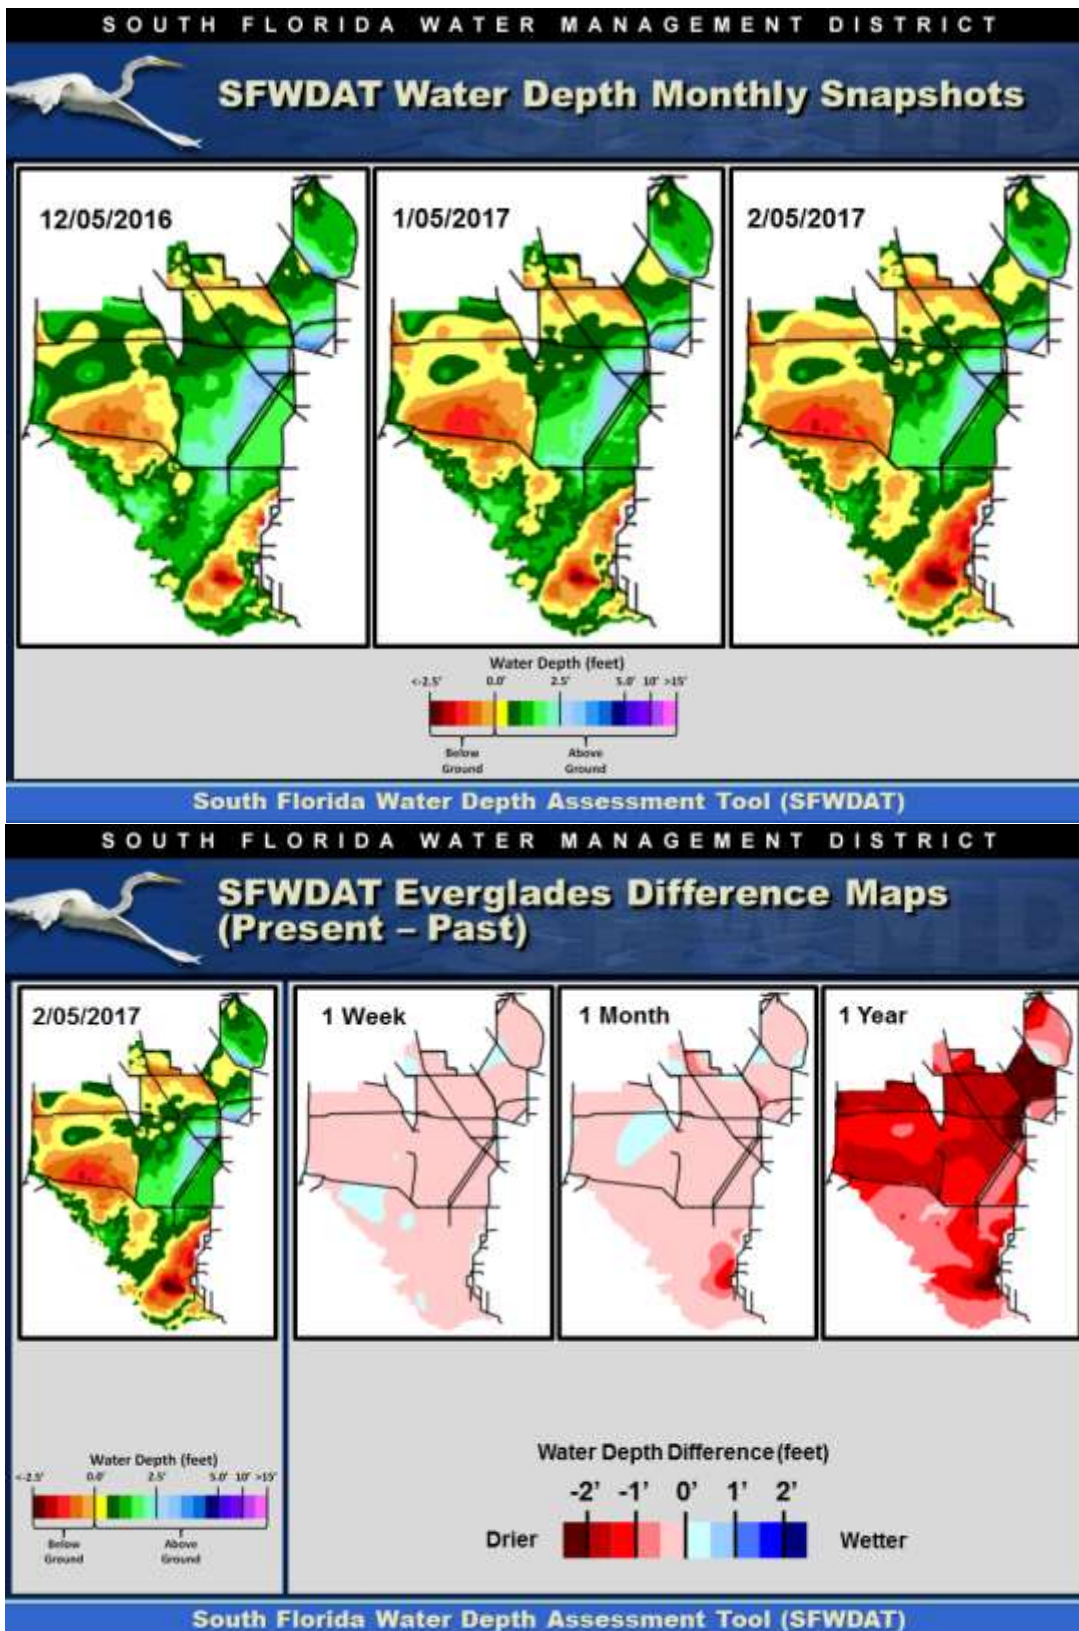 SOUTH FLORIDA WATER MANAGEMENT DISTRICT
SFWDAT Water Depth Monthly Snapshots
12/05/2016
1/05/2017
2/05/2017
Water Depth (feet)
<-2.5' 0.0' 2.5' 5.0' 10' >15'
Below Ground
Above Ground
South Florida Water Depth Assessment Tool (SFWDAT)
SOUTH FLORIDA WATER MANAGEMENT DISTRICT
SFWDAT Everglades Difference Maps
(Present – Past)
2/05/2017
1 Week
1 Month
1 Year
Water Depth (feet)
<-2.5' 0.0' 2.5' 5.0' 10' >15'
Below Ground
Above Ground
Water Depth Difference (feet)
-2' -1' 0' 1' 2'
Drier
Wetter
South Florida Water Depth Assessment Tool (SFWDAT)